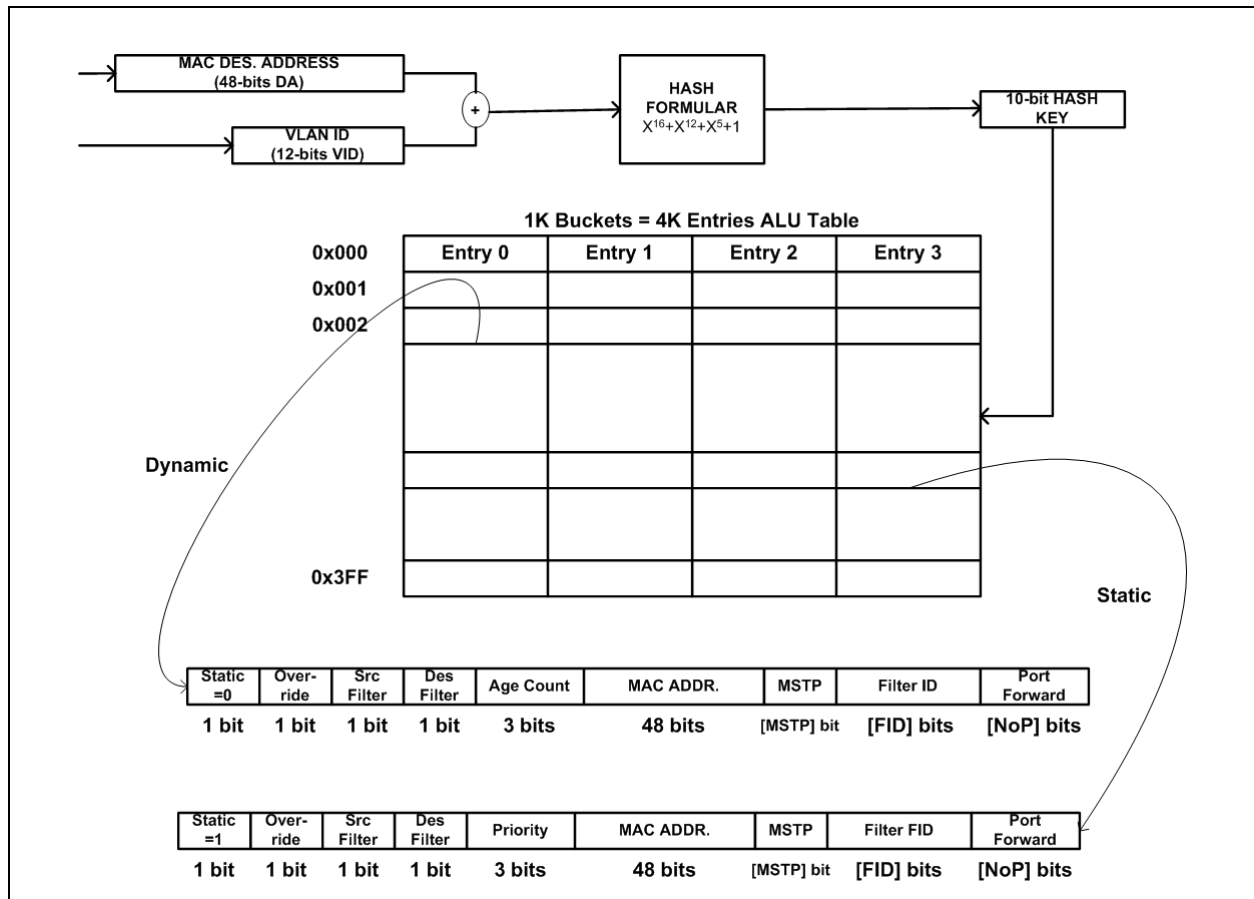 MAC DES. ADDRESS
(48-bits DA)
+
VLAN ID
(12-bits VID)
HASH
FORMULAR
X¹⁶+X¹²+X⁵+1
10-bit HASH
KEY
1K Buckets = 4K Entries ALU Table
0x000 Entry 0 Entry 1 Entry 2 Entry 3
0x001
0x002
Dynamic
0x3FF
Static
Static
=0
Over-
ride
Src
Filter
Des
Filter
Age Count
MAC ADDR.
MSTP
Filter ID
Port
Forward
1 bit 1 bit 1 bit 1 bit 3 bits 48 bits [MSTP] bit [FID] bits [NoP] bits
Static
=1
Over-
ride
Src
Filter
Des
Filter
Priority
MAC ADDR.
MSTP
Filter FID
Port
Forward
1 bit 1 bit 1 bit 1 bit 3 bits 48 bits [MSTP] bit [FID] bits [NoP] bits